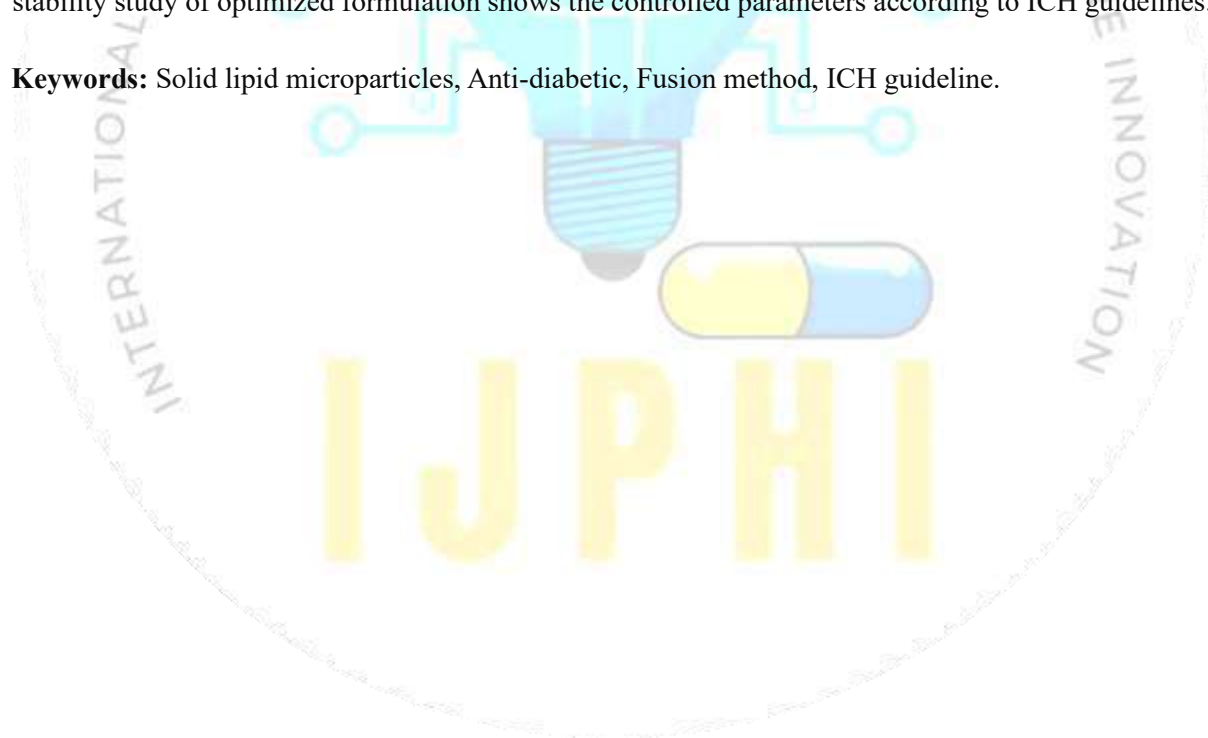 stability study of optimized formulation shows the controlled parameters according to ICH guidelines.
Keywords: Solid lipid microparticles, Anti-diabetic, Fusion method, ICH guideline.
INTERNATIONAL
E INNOVATION
IJPHI